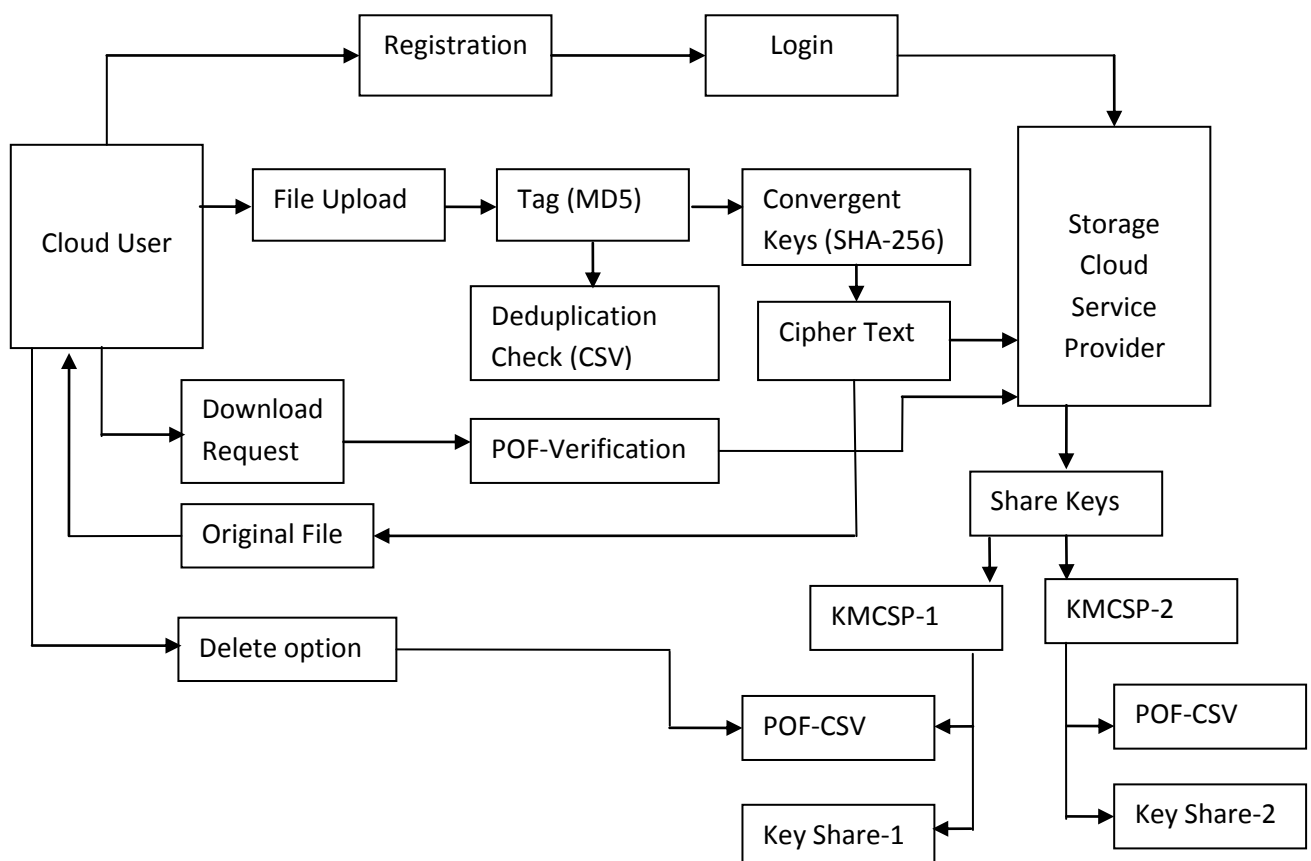 Registration
Login
Cloud User
File Upload
Tag (MD5)
Convergent
Keys (SHA-256)
Storage
Cloud
Service
Provider
Deduplication
Check (CSV)
Cipher Text
Download
Request
POF-Verification
Share Keys
Original File
KMCSP-1
KMCSP-2
Delete option
POF-CSV
POF-CSV
Key Share-1
Key Share-2